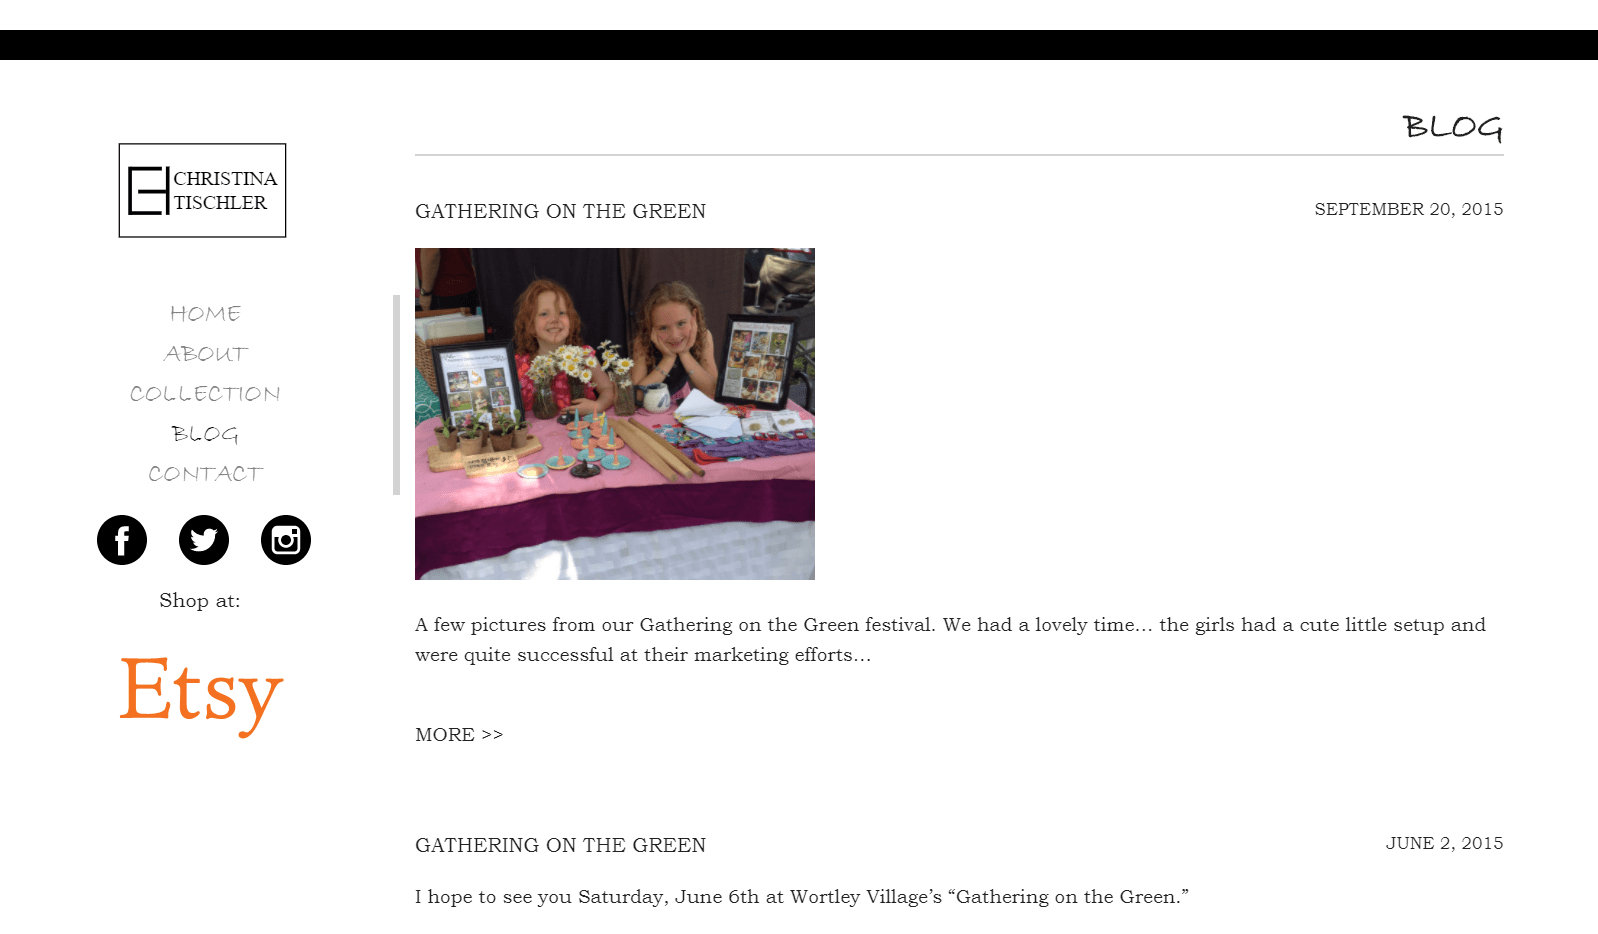 BLOG
CHRISTINA
TISCHLER
HOME
ABOUT
COLLECTION
BLOG
CONTACT
Shop at:
Etsy
GATHERING ON THE GREEN
SEPTEMBER 20, 2015
A few pictures from our Gathering on the Green festival. We had a lovely time… the girls had a cute little setup and
were quite successful at their marketing efforts…
MORE >>
GATHERING ON THE GREEN
JUNE 2, 2015
I hope to see you Saturday, June 6th at Wortley Village’s “Gathering on the Green.”